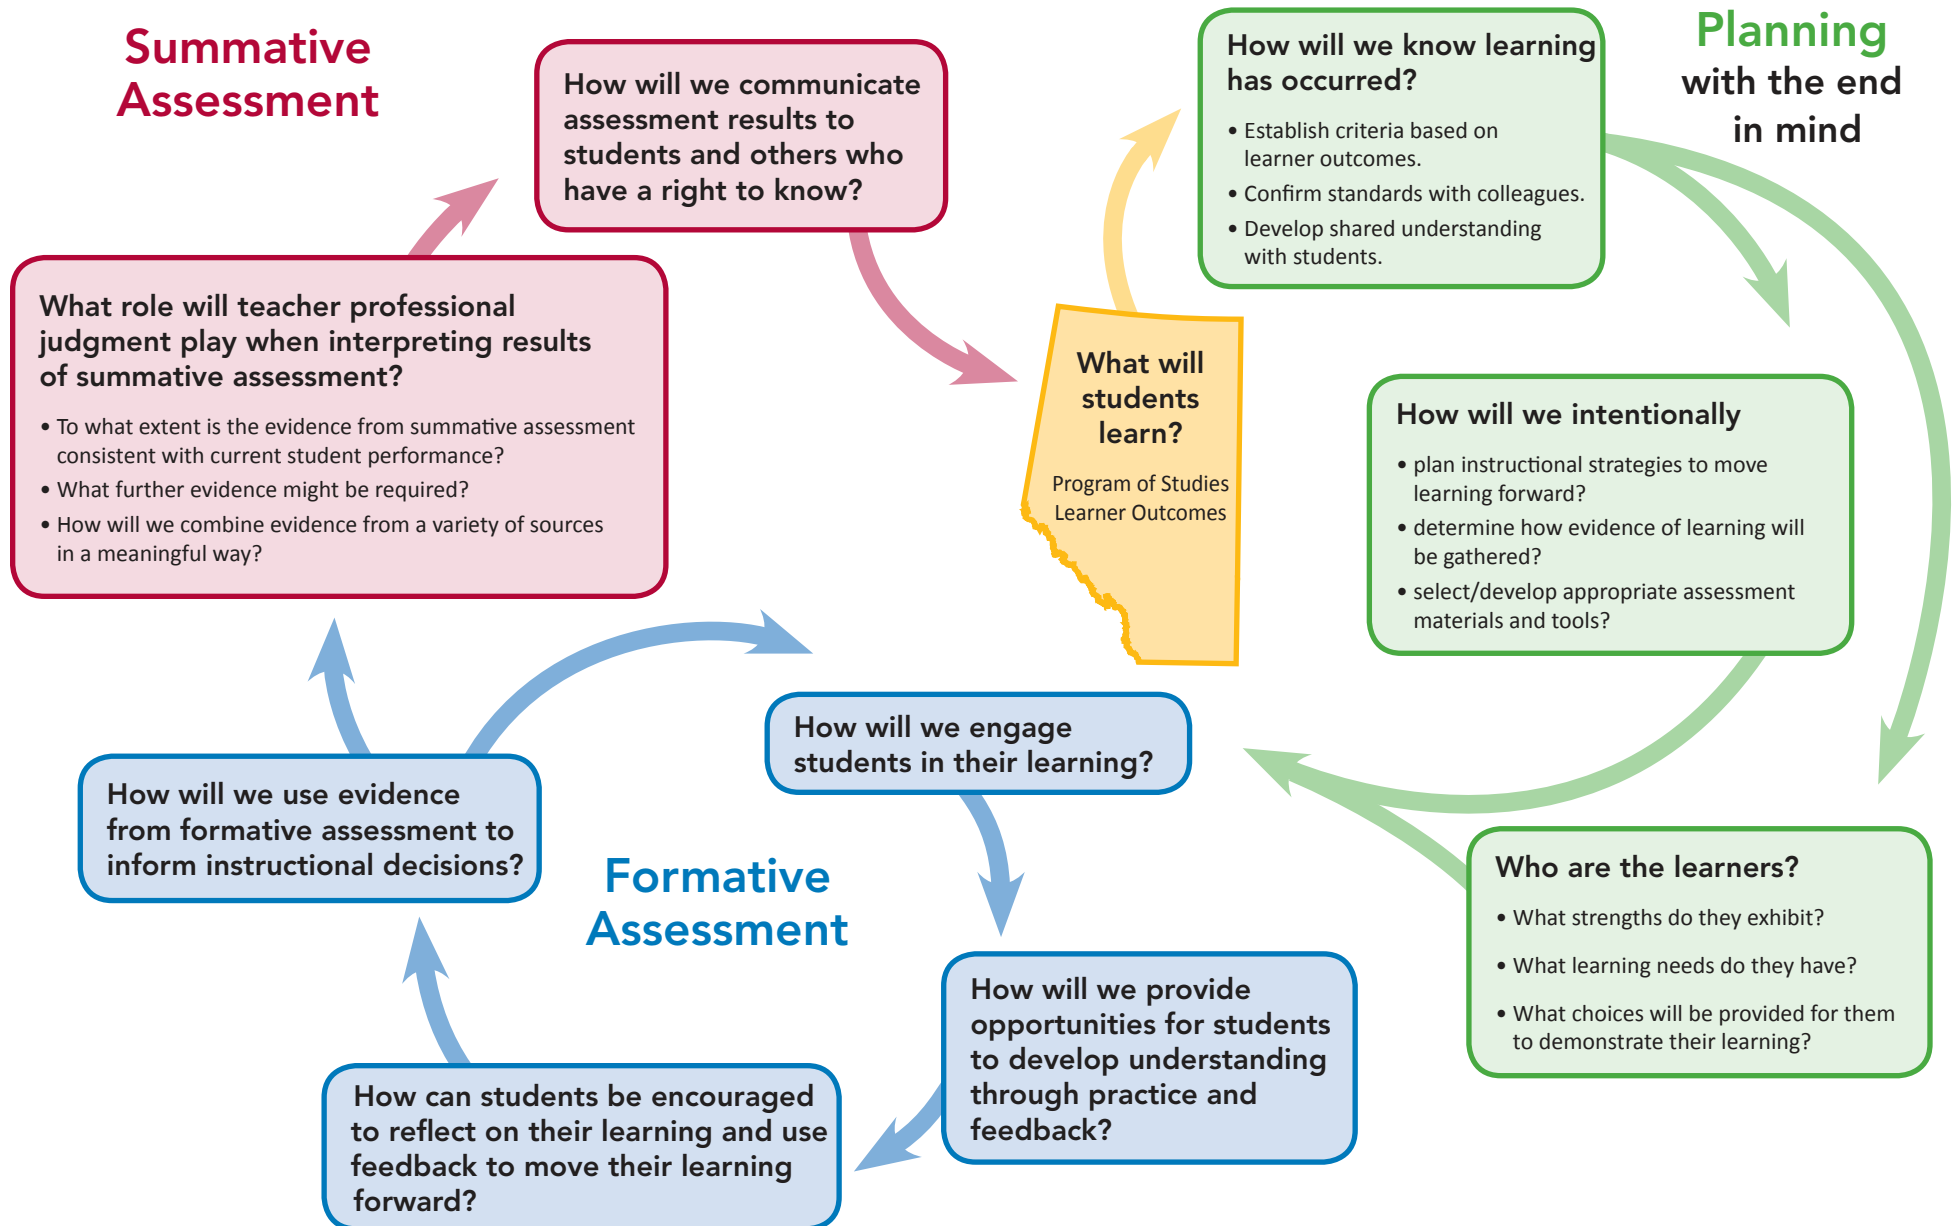 Summative
Assessment
How will we communicate
assessment results to
students and others who
have a right to know?
What role will teacher professional
judgment play when interpreting results
of summative assessment?
• To what extent is the evidence from summative assessment
consistent with current student performance?
• What further evidence might be required?
• How will we combine evidence from a variety of sources
in a meaningful way?
What will
students
learn?
Program of Studies
Learner Outcomes
Planning
with the end
in mind
How will we know learning
has occurred?
• Establish criteria based on
learner outcomes.
• Confirm standards with colleagues.
• Develop shared understanding
with students.
How will we intentionally
• plan instructional strategies to move
learning forward?
• determine how evidence of learning will
be gathered?
• select/develop appropriate assessment
materials and tools?
Who are the learners?
• What strengths do they exhibit?
• What learning needs do they have?
• What choices will be provided for them
to demonstrate their learning?
Formative
Assessment
How will we engage
students in their learning?
How will we provide
opportunities for students
to develop understanding
through practice and
feedback?
How can students be encouraged
to reflect on their learning and use
feedback to move their learning
forward?
How will we use evidence
from formative assessment to
inform instructional decisions?